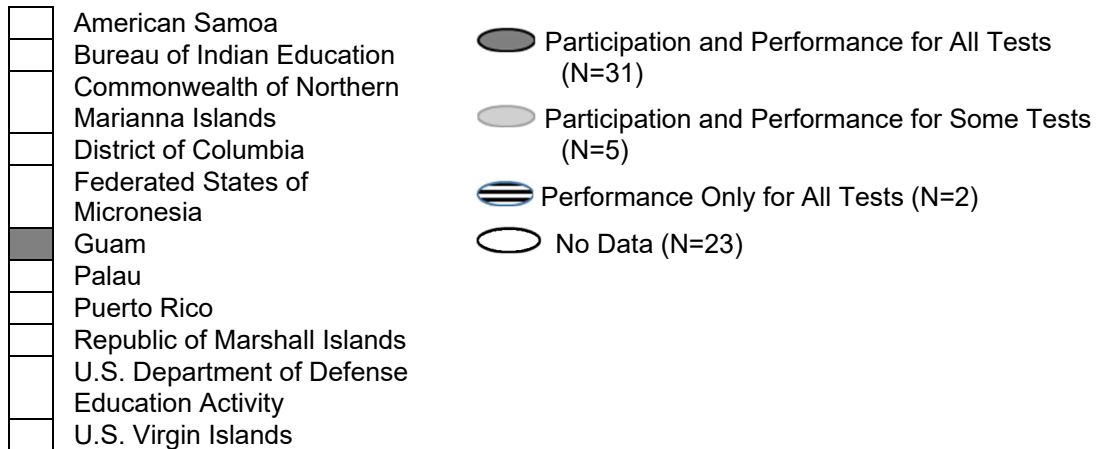 American Samoa
Bureau of Indian Education
Commonwealth of Northern
Marianna Islands
District of Columbia
Federated States of
Micronesia
Guam
Palau
Puerto Rico
Republic of Marshall Islands
U.S. Department of Defense
Education Activity
U.S. Virgin Islands
Participation and Performance for All Tests
(N=31)
Participation and Performance for Some Tests
(N=5)
Performance Only for All Tests (N=2)
No Data (N=23)